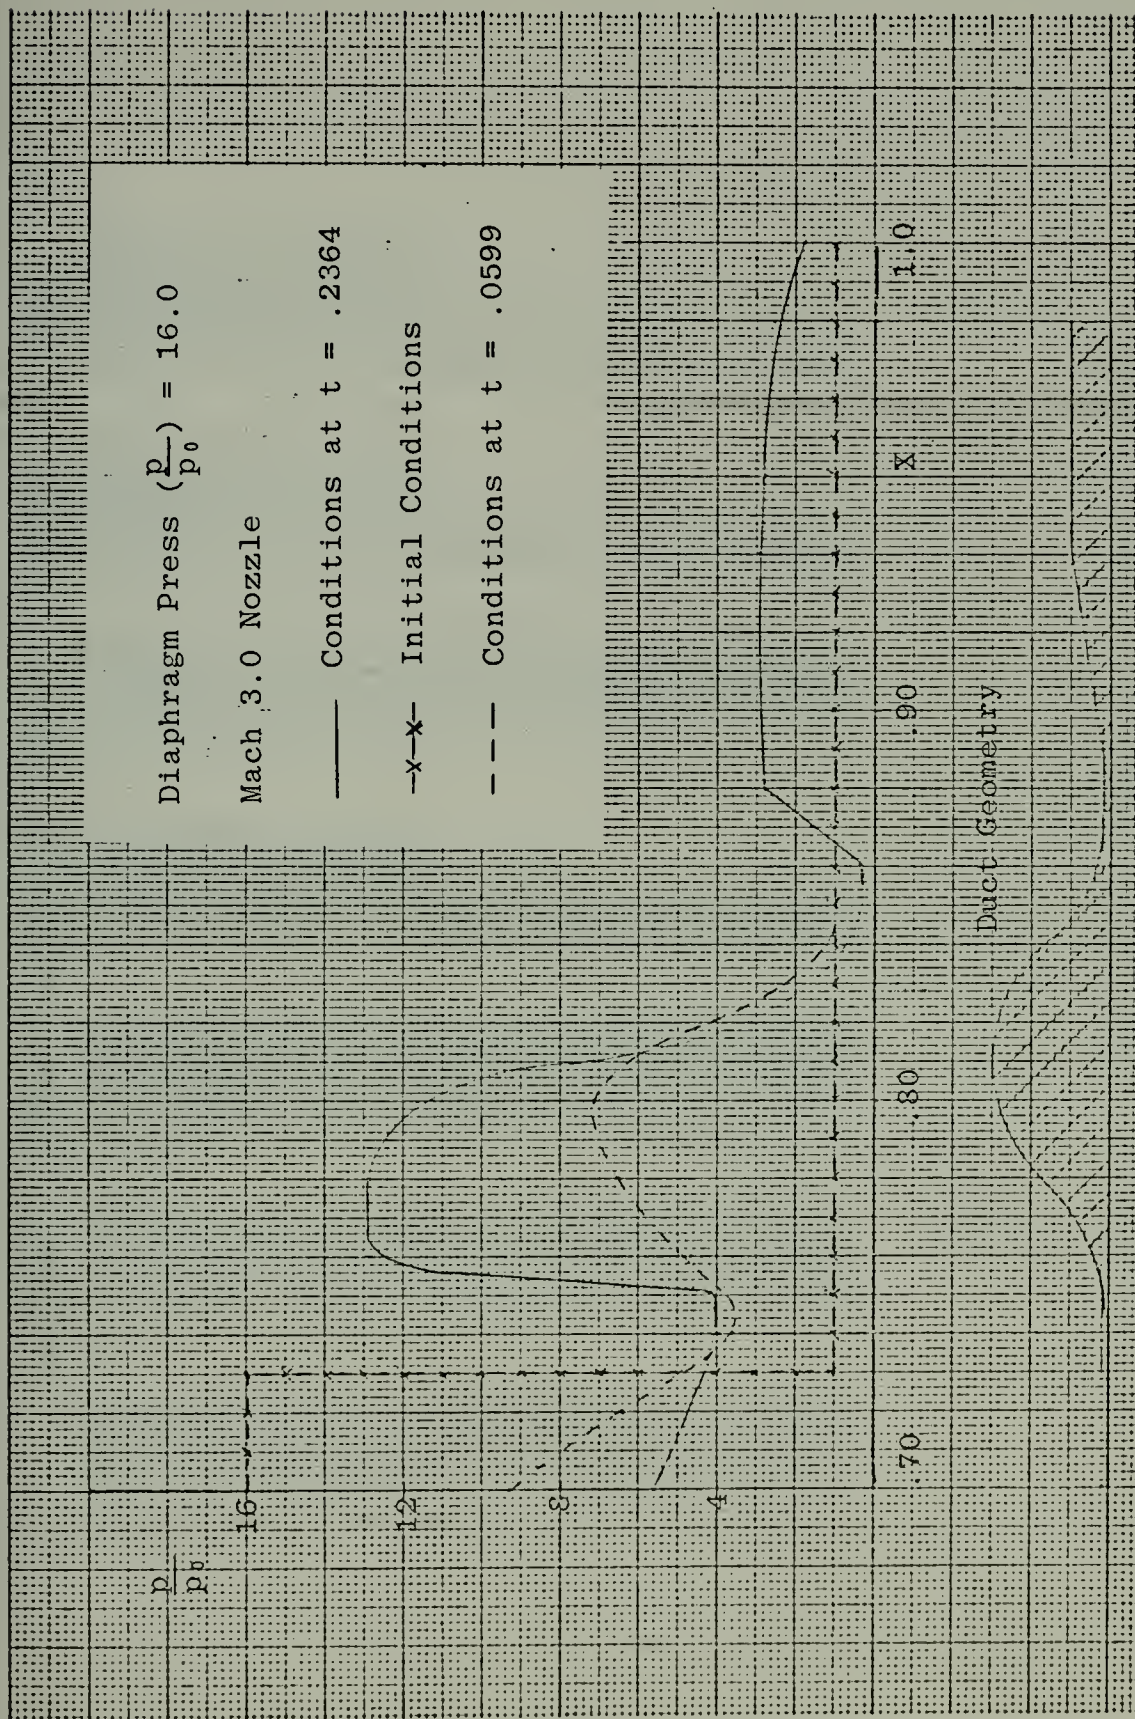 Diaphragm Press (p/p₀) = 16.0
Mach 3.0 Nozzle
Conditions at t = .2364
-x-x- Initial Conditions
Conditions at t = .0599
p/p₀
16
12
8
4
.70
.80
.90
X
1.0
Duct Geometry